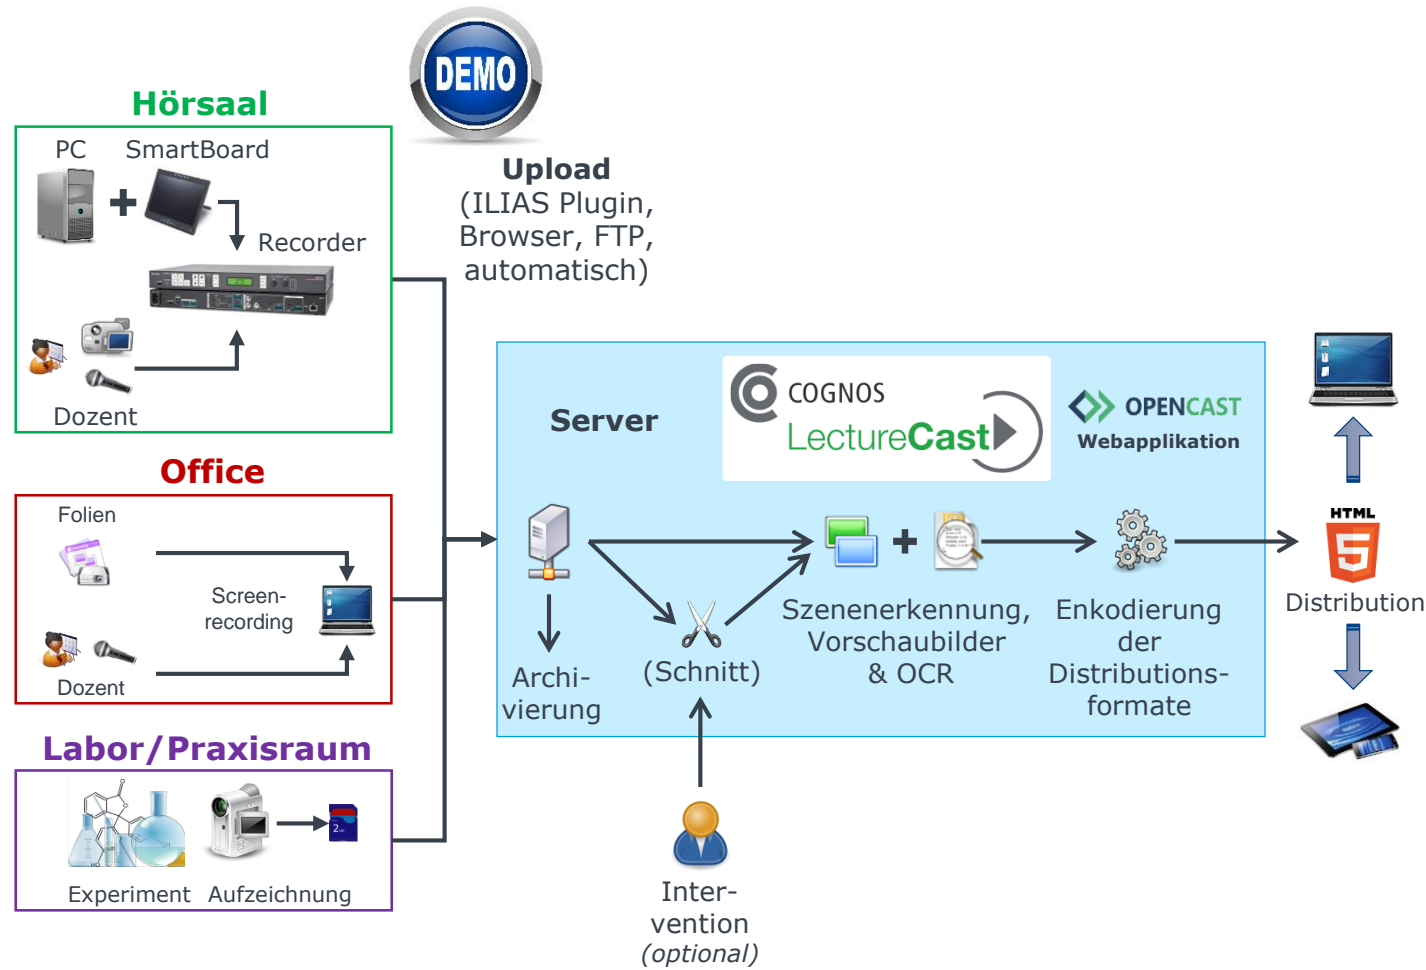 DEMO
Hörsaal
PC
SmartBoard
Recorder
Dozent
Upload
(ILIAS Plugin,
Browser, FTP,
automatisch)
Office
Folien
Screen-
recording
Dozent
Labor/Praxisraum
Experiment
Aufzeichnung
Server
COGNOS
LectureCast
OPENCAST
Webapplikation
Archi-
vierung
(Schnitt)
Szenenerkennung,
Vorschaubilder
& OCR
Enkodierung
der
Distributions-
formate
Inter-
vention
(optional)
HTML
5
Distribution